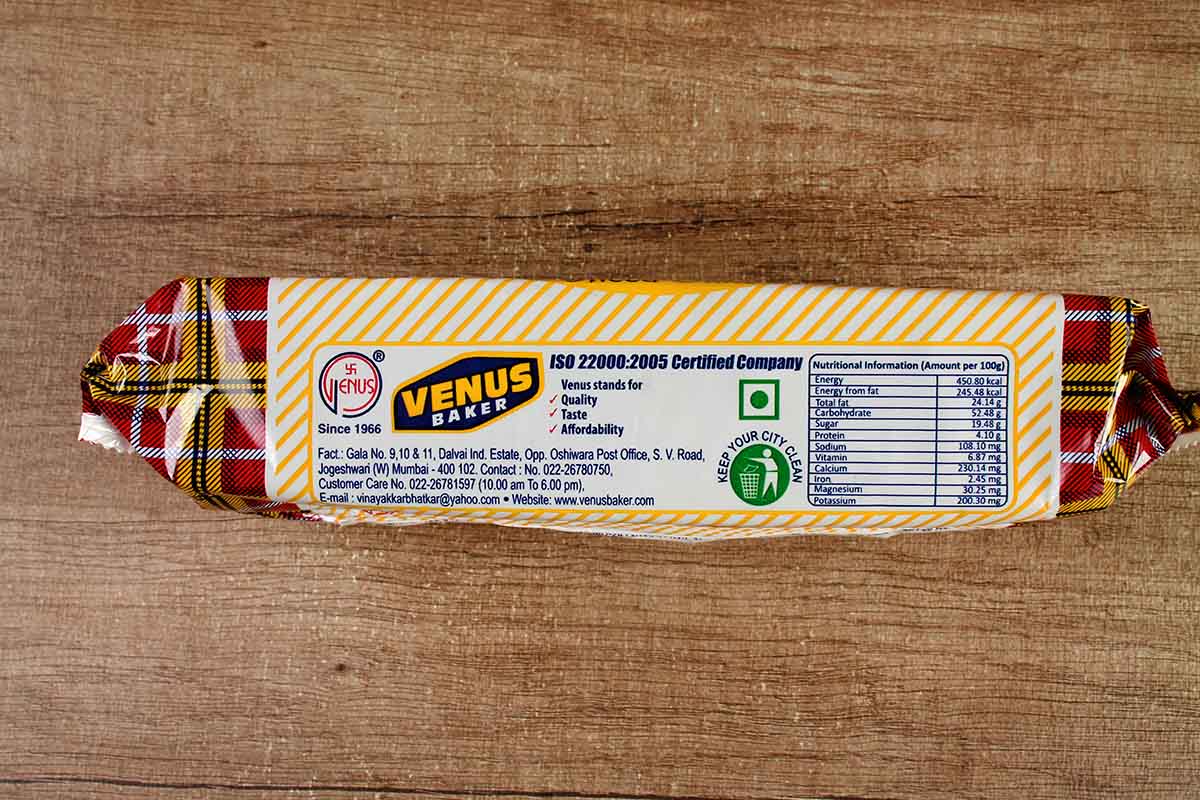 卐
VENUS ®
Since 1966
VENUS
BAKER
ISO 22000:2005 Certified Company
Venus stands for
✓ Quality
✓ Taste
✓ Affordability
Fact.: Gala No. 9,10 & 11, Dalvai Ind. Estate, Opp. Oshiwara Post Office, S. V. Road,
Jogeshwari (W) Mumbai - 400 102. Contact : No. 022-26780750,
Customer Care No. 022-26781597 (10.00 am To 6.00 pm),
E-mail : vinayakkarbhatkar@yahoo.com • Website: www.venusbaker.com
KEEP YOUR CITY CLEAN
Nutritional Information (Amount per 100g)
Energy 450.80 kcal
Energy from fat 245.48 kcal
Total fat 24.14 g
Carbohydrate 52.48 g
Sugar 19.48 g
Protein 4.10 g
Sodium 108.10 mg
Vitamin 6.87 mg
Calcium 230.14 mg
Iron 2.45 mg
Magnesium 30.25 mg
Potassium 200.30 mg